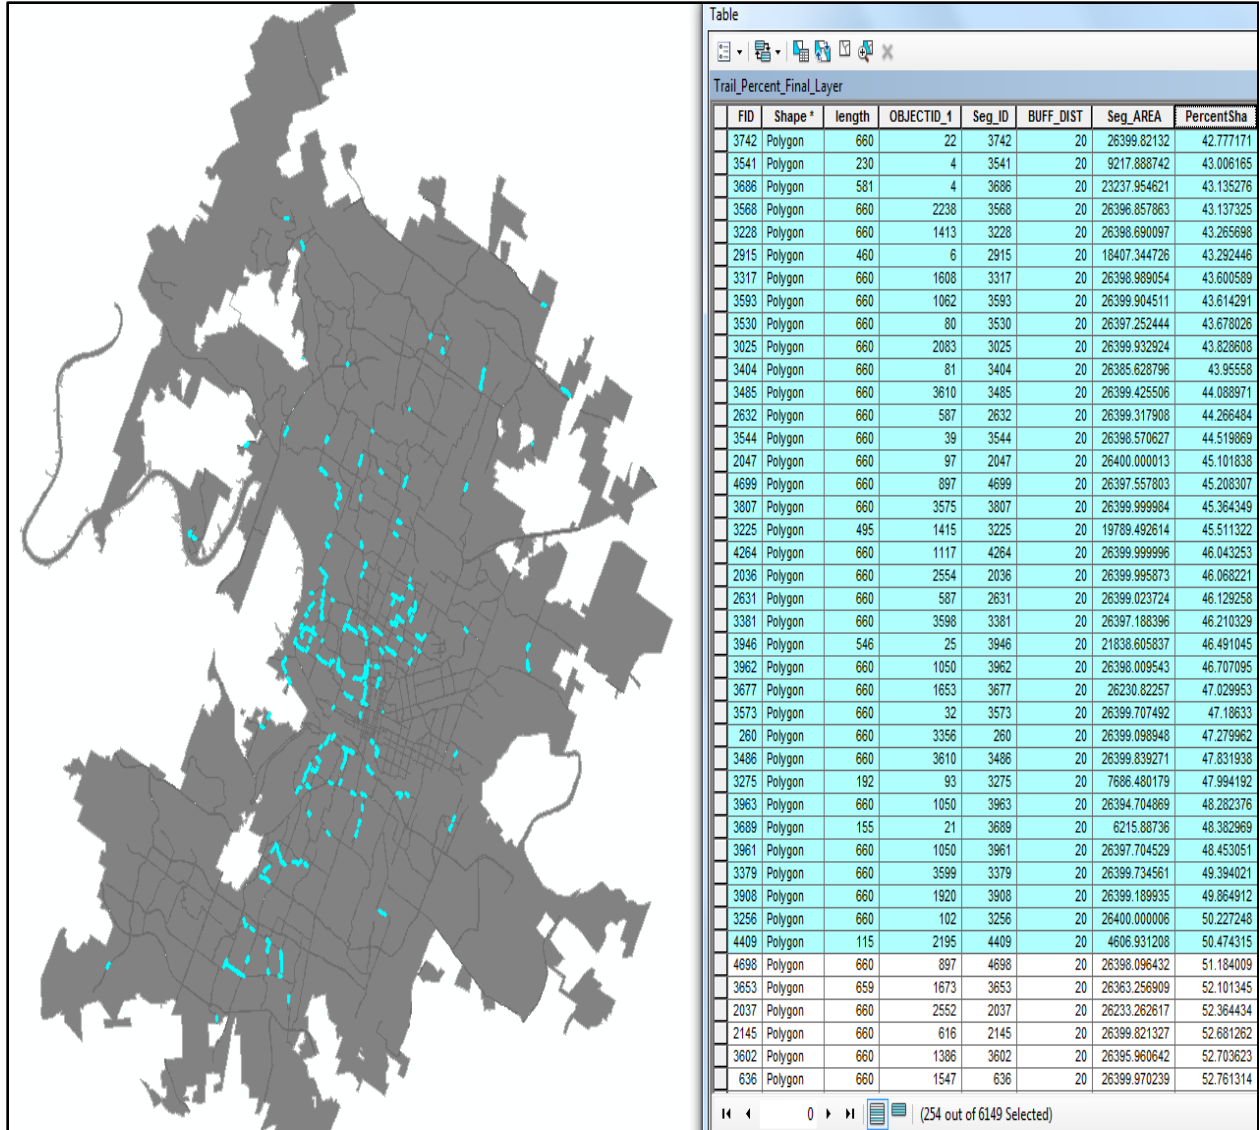 Table
Trail_Percent_Final_Layer
FID Shape * length OBJECTID_1 Seg_ID BUFF_DIST Seg_AREA PercentSha
3742 Polygon 660 22 3742 20 26399.82132 42.777171
3541 Polygon 230 4 3541 20 9217.888742 43.006165
3686 Polygon 581 4 3686 20 23237.954621 43.135276
3568 Polygon 660 2238 3568 20 26396.857863 43.137325
3228 Polygon 660 1413 3228 20 26398.690097 43.265698
2915 Polygon 460 6 2915 20 18407.344726 43.292446
3317 Polygon 660 1608 3317 20 26398.989054 43.600589
3593 Polygon 660 1062 3593 20 26399.904511 43.614291
3530 Polygon 660 80 3530 20 26397.252444 43.678028
3025 Polygon 660 2083 3025 20 26399.932924 43.828608
3404 Polygon 660 81 3404 20 26385.628796 43.95558
3485 Polygon 660 3610 3485 20 26399.425506 44.088971
2632 Polygon 660 587 2632 20 26399.317908 44.266484
3544 Polygon 660 39 3544 20 26398.570627 44.519869
2047 Polygon 660 97 2047 20 26400.000013 45.101838
4699 Polygon 660 897 4699 20 26397.557803 45.208307
3807 Polygon 660 3575 3807 20 26399.999984 45.364349
3225 Polygon 495 1415 3225 20 19789.492614 45.511322
4264 Polygon 660 1117 4264 20 26399.999996 46.043253
2036 Polygon 660 2554 2036 20 26399.995873 46.068221
2631 Polygon 660 587 2631 20 26399.023724 46.129258
3381 Polygon 660 3598 3381 20 26397.188396 46.210329
3946 Polygon 546 25 3946 20 21838.605837 46.491045
3962 Polygon 660 1050 3962 20 26398.009543 46.707095
3677 Polygon 660 1653 3677 20 26230.82257 47.029953
3573 Polygon 660 32 3573 20 26399.707492 47.18633
260 Polygon 660 3356 260 20 26399.098948 47.279962
3486 Polygon 660 3610 3486 20 26399.839271 47.831938
3275 Polygon 192 93 3275 20 7686.480179 47.994192
3963 Polygon 660 1050 3963 20 26394.704869 48.282376
3689 Polygon 155 21 3689 20 6215.88736 48.382969
3961 Polygon 660 1050 3961 20 26397.704529 48.453051
3379 Polygon 660 3599 3379 20 26399.734561 49.394021
3908 Polygon 660 1920 3908 20 26399.189935 49.864912
3256 Polygon 660 102 3256 20 26400.000006 50.227248
4409 Polygon 115 2195 4409 20 4606.931208 50.474315
4698 Polygon 660 897 4698 20 26398.096432 51.184009
3653 Polygon 659 1673 3653 20 26363.256909 52.101345
2037 Polygon 660 2552 2037 20 26233.262617 52.364434
2145 Polygon 660 616 2145 20 26399.821327 52.681262
3602 Polygon 660 1386 3602 20 26395.960642 52.703623
636 Polygon 660 1547 636 20 26399.970239 52.761314
0 (254 out of 6149 Selected)